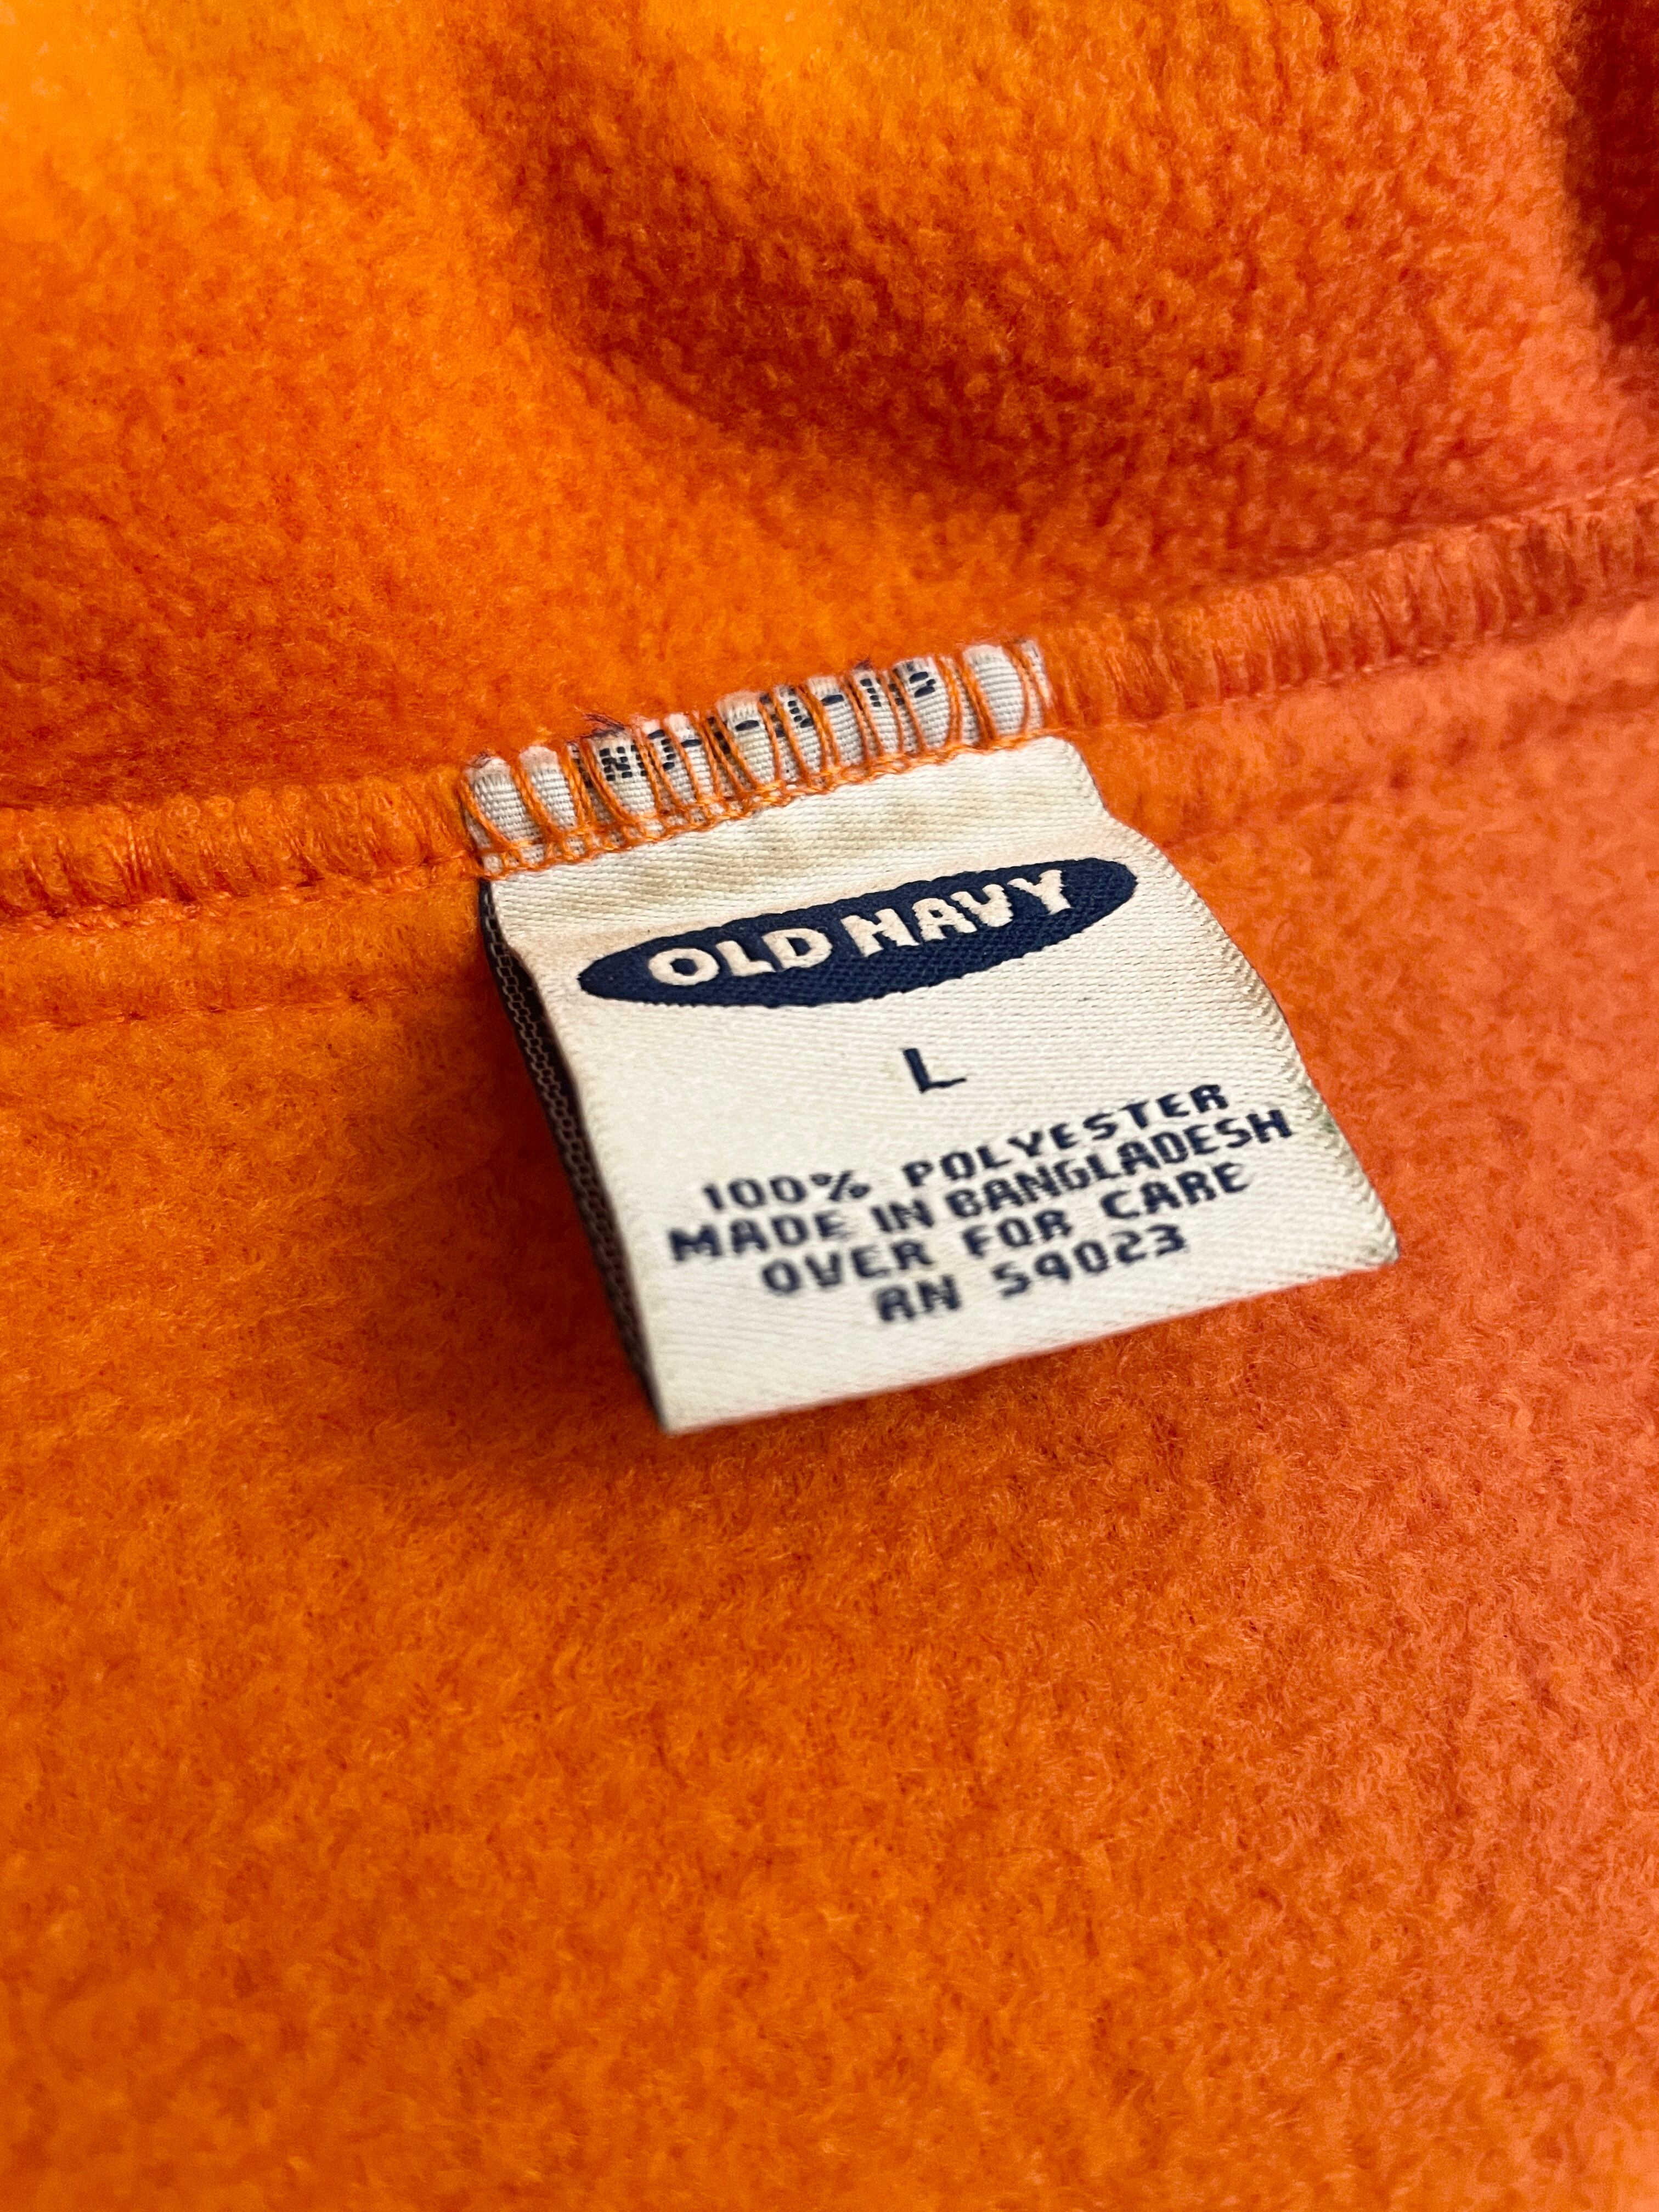 OLD NAVY
L
100% POLYESTER
MADE IN BANGLADESH
OVER FOR CARE
RN 54023